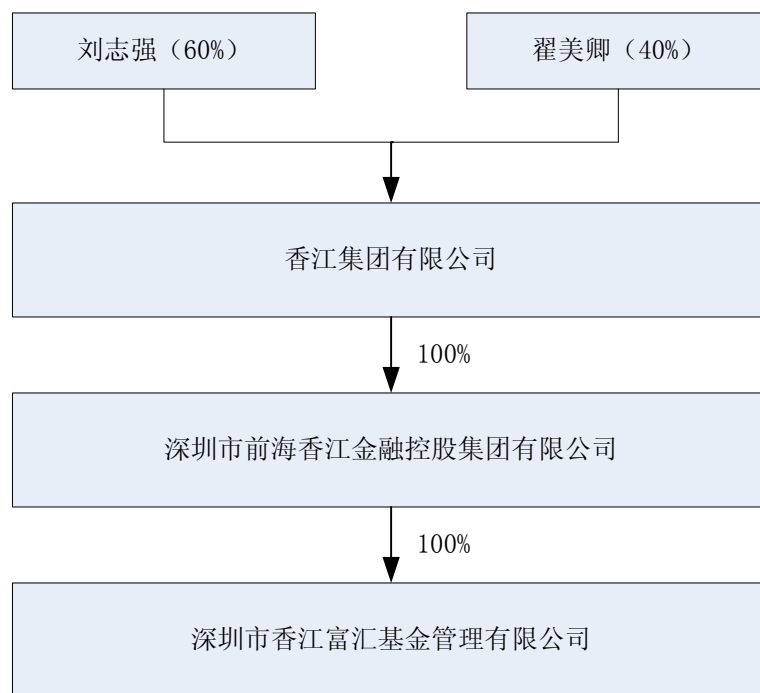 刘志强（60%）
翟美卿（40%）
香江集团有限公司
100%
深圳市前海香江金融控股集团有限公司
100%
深圳市香江富汇基金管理有限公司